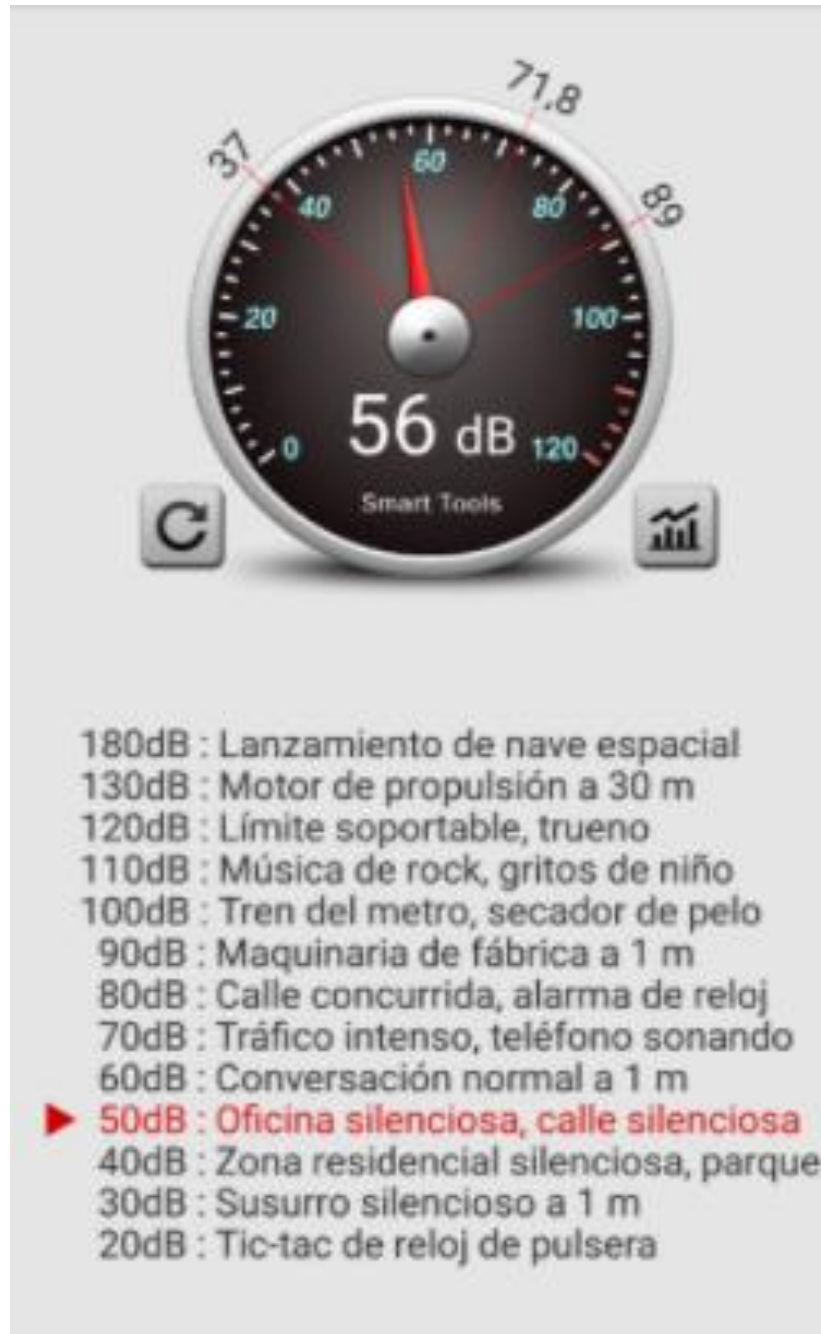 71.8
37
89
60
40
80
20
100
0
120
56 dB
Smart Tools
180dB : Lanzamiento de nave espacial
130dB : Motor de propulsión a 30 m
120dB : Límite soportable, trueno
110dB : Música de rock, gritos de niño
100dB : Tren del metro, secador de pelo
90dB : Maquinaria de fábrica a 1 m
80dB : Calle concurrida, alarma de reloj
70dB : Tráfico intenso, teléfono sonando
60dB : Conversación normal a 1 m
50dB : Oficina silenciosa, calle silenciosa
40dB : Zona residencial silenciosa, parque
30dB : Susurro silencioso a 1 m
20dB : Tic-tac de reloj de pulsera